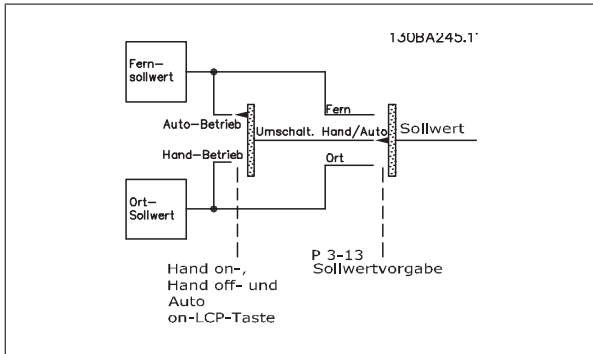 130BA245.1
Fern–
sollwert
Fern
Auto–Betrieb
Umschalt. Hand/Auto
Sollwert
Hand–Betrieb
Ort
Ort–
Sollwert
P 3-13
Sollwertvorgabe
Hand on-,
Hand off- und
Auto
on-LCP-Taste